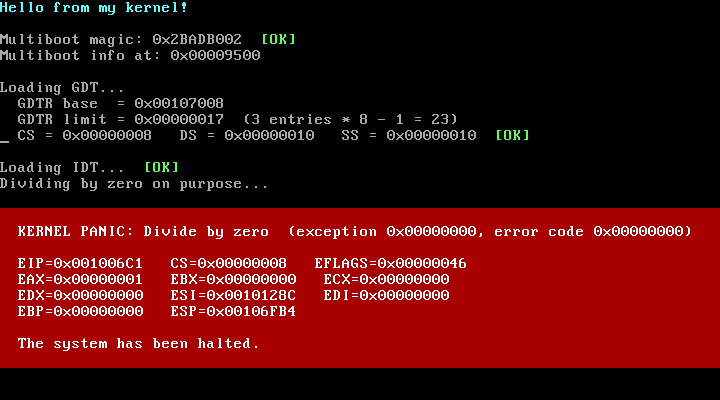 Hello from my kernel!
Multiboot magic: 0x2BADB002  [OK]
Multiboot info at: 0x00009500
Loading GDT...
  GDTR base  = 0x00107008
  GDTR limit = 0x00000017  (3 entries * 8 - 1 = 23)
_ CS = 0x00000008   DS = 0x00000010   SS = 0x00000010  [OK]
Loading IDT...  [OK]
Dividing by zero on purpose...
  KERNEL PANIC: Divide by zero  (exception 0x00000000, error code 0x00000000)
  EIP=0x001006C1   CS=0x00000008   EFLAGS=0x00000046
  EAX=0x00000001   EBX=0x00000000   ECX=0x00000000
  EDX=0x00000000   ESI=0x001012BC   EDI=0x00000000
  EBP=0x00000000   ESP=0x00106FB4
  The system has been halted.